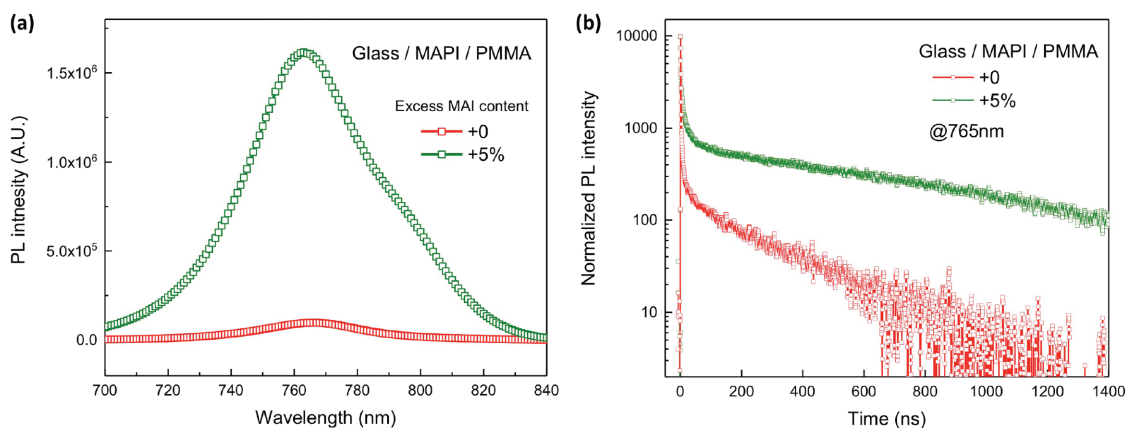 (a)
Glass / MAPI / PMMA
Excess MAI content
+0
+5%
1.5x10⁶
1.0x10⁶
5.0x10⁵
0.0
PL intnesity (A.U.)
700 720 740 760 780 800 820 840
Wavelength (nm)
(b)
Glass / MAPI / PMMA
+0
+5%
@765nm
10000
1000
100
10
Normalized PL intensity
0 200 400 600 800 1000 1200 1400
Time (ns)